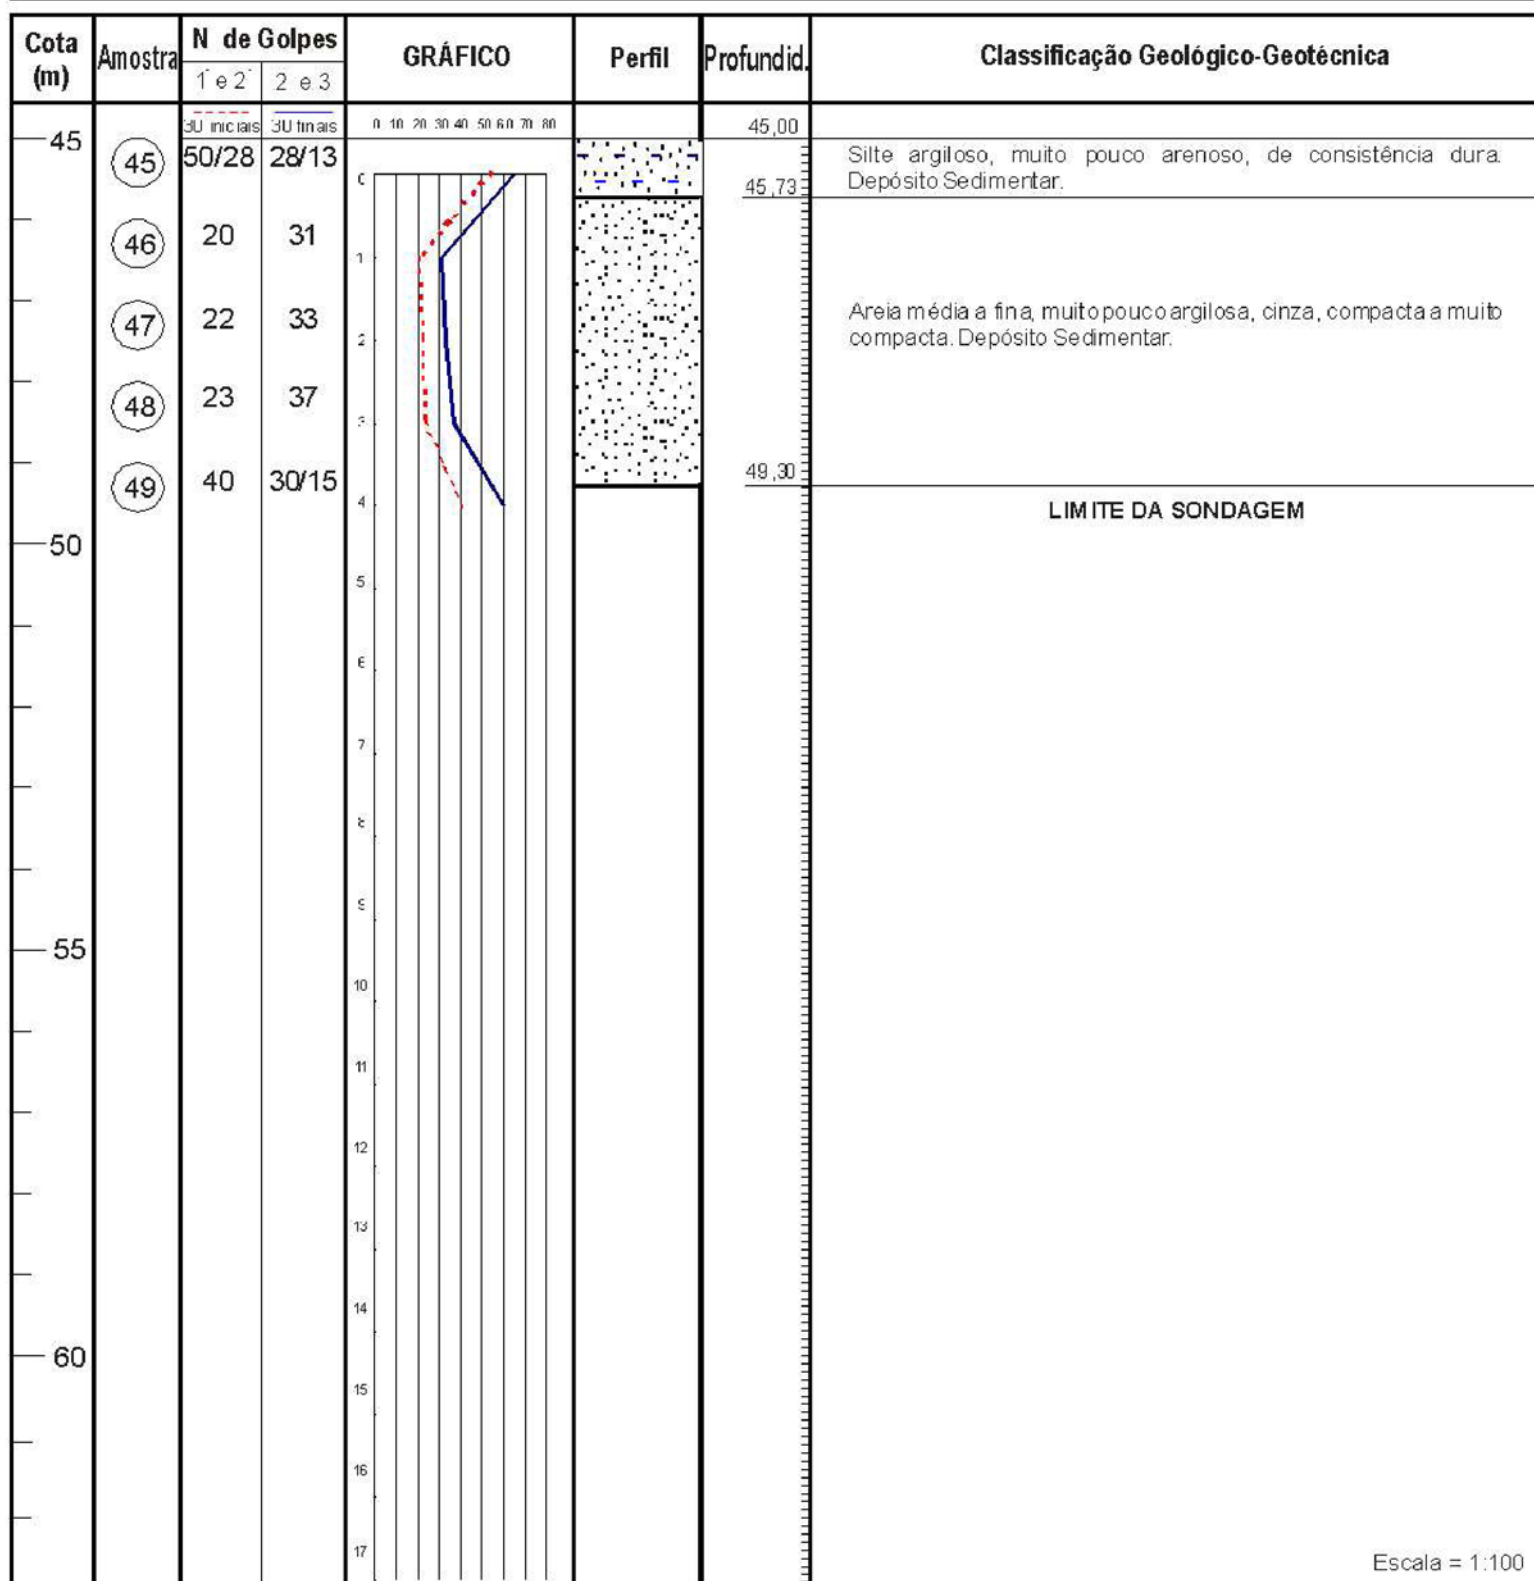 Cota (m)
Amostra
N de Golpes
1 e 2
2 e 3
GRÁFICO
Perfil
Profundid.
Classificação Geológico-Geotécnica
30 iniciais
30 finais
0 10 20 30 40 50 60 70 80
45,00
45
45
50/28
28/13
Silte argiloso, muito pouco arenoso, de consistência dura.
Depósito Sedimentar.
45,73
46
20
31
1
47
22
33
2
Areia média a fina, muito pouco argilosa, cinza, compacta a muito
compacta. Depósito Sedimentar.
48
23
37
49
40
30/15
4
49,30
LIMITE DA SONDAGEM
50
5
7
55
10
11
12
13
14
60
15
16
17
Escala = 1:100